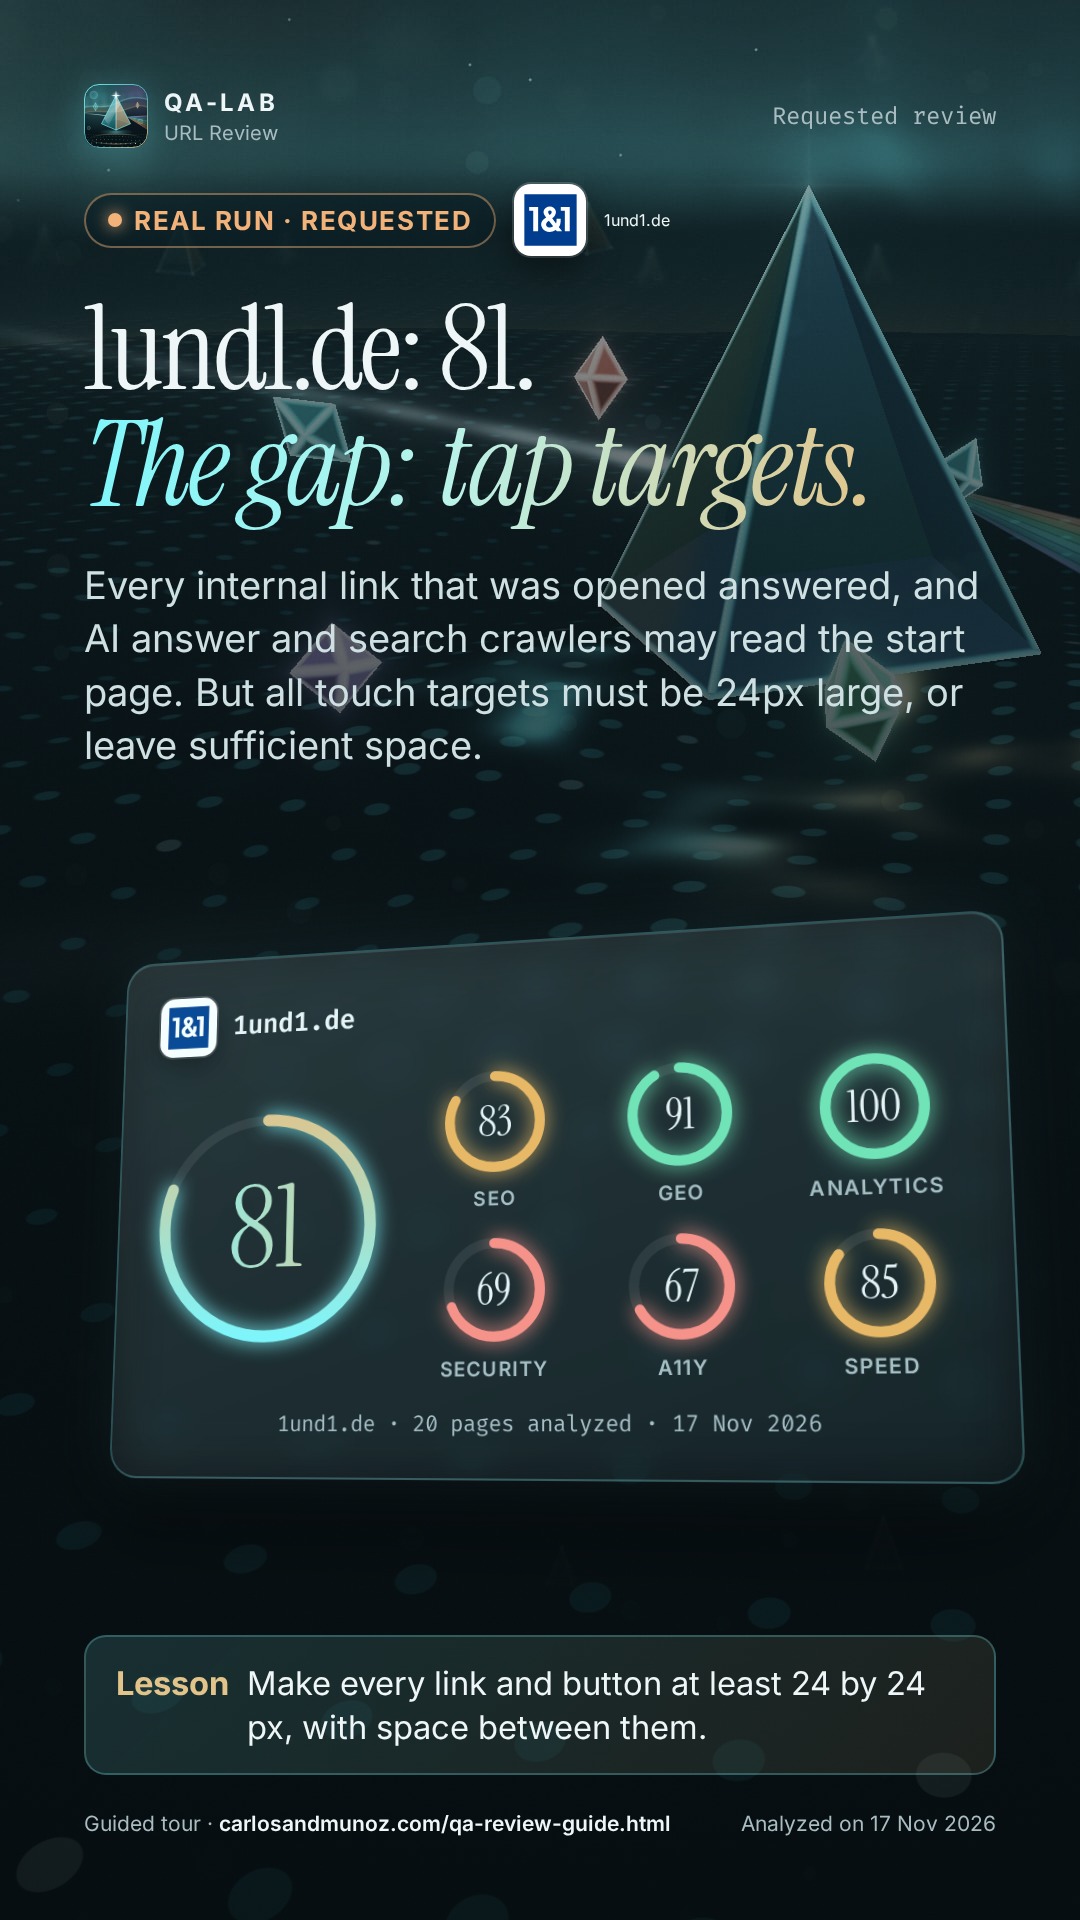 QA-LAB
URL Review
Requested review
REAL RUN · REQUESTED
1&1
1und1.de
1und1.de: 81.
The gap: tap targets.
Every internal link that was opened answered, and
AI answer and search crawlers may read the start
page. But all touch targets must be 24px large, or
leave sufficient space.
1&1
1und1.de
81
83
SEO
91
GEO
100
ANALYTICS
69
SECURITY
67
A11Y
85
SPEED
1und1.de · 20 pages analyzed · 17 Nov 2026
Lesson Make every link and button at least 24 by 24
px, with space between them.
Guided tour · carlosandmunoz.com/qa-review-guide.html
Analyzed on 17 Nov 2026